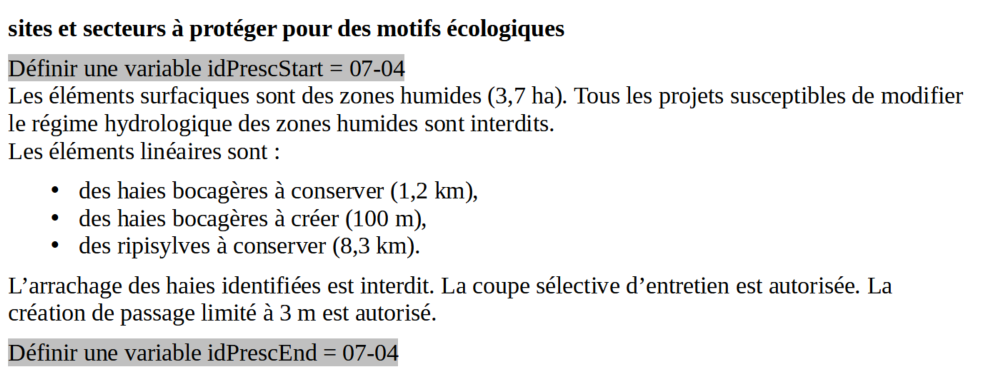 sites et secteurs à protéger pour des motifs écologiques
Définir une variable idPrescStart = 07-04
Les éléments surfaciques sont des zones humides (3,7 ha). Tous les projets susceptibles de modifier
le régime hydrologique des zones humides sont interdits.
Les éléments linéaires sont :
• des haies bocagères à conserver (1,2 km),
• des haies bocagères à créer (100 m),
• des ripisylves à conserver (8,3 km).
L’arrachage des haies identifiées est interdit. La coupe sélective d’entretien est autorisée. La
création de passage limité à 3 m est autorisé.
Définir une variable idPrescEnd = 07-04